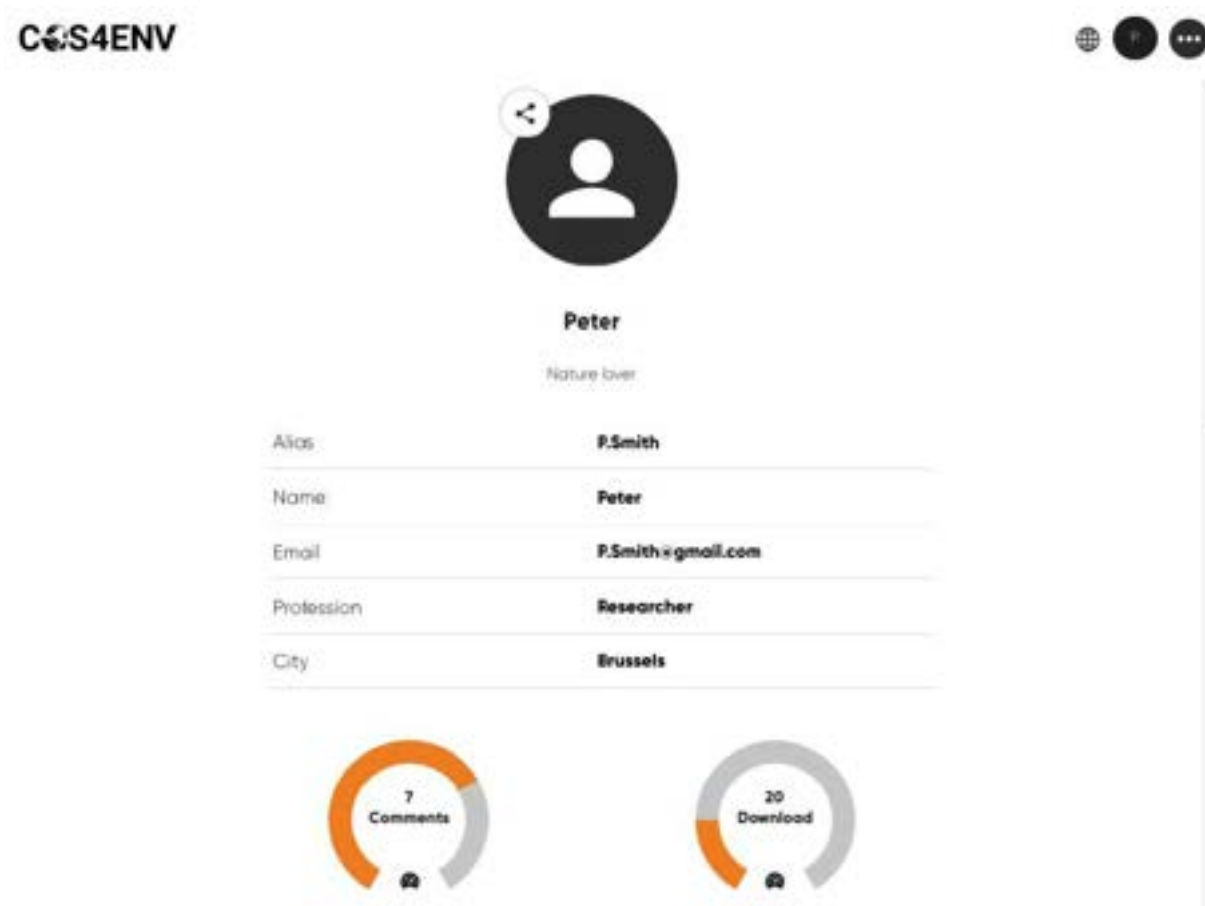 COS4ENV
P
Peter
Nature lover
Alias P.Smith
Name Peter
Email P.Smith@gmail.com
Profession Researcher
City Brussels
7
Comments
20
Download